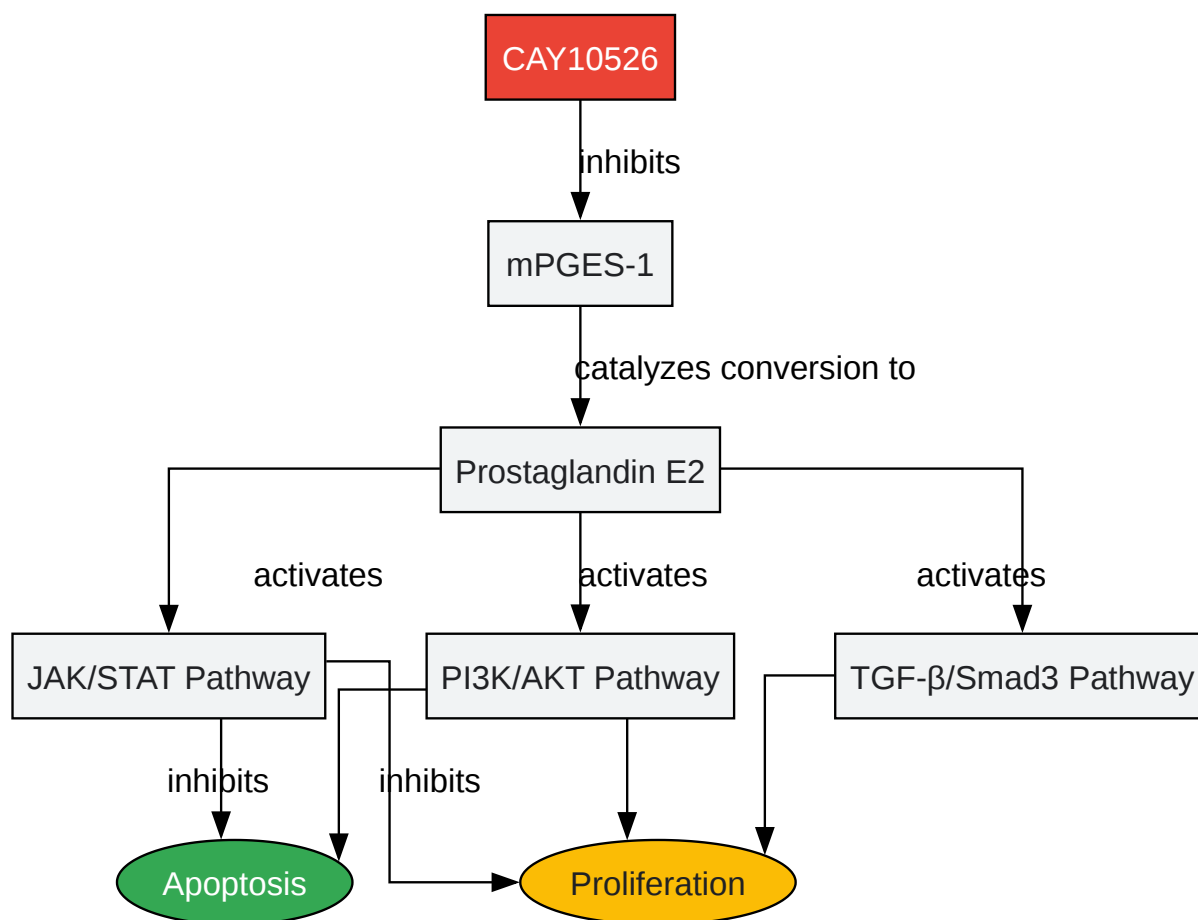 CAY10526
inhibits
mPGES-1
catalyzes conversion to
Prostaglandin E2
activates
activates
activates
JAK/STAT Pathway
PI3K/AKT Pathway
TGF-β/Smad3 Pathway
inhibits
inhibits
Apoptosis
Proliferation